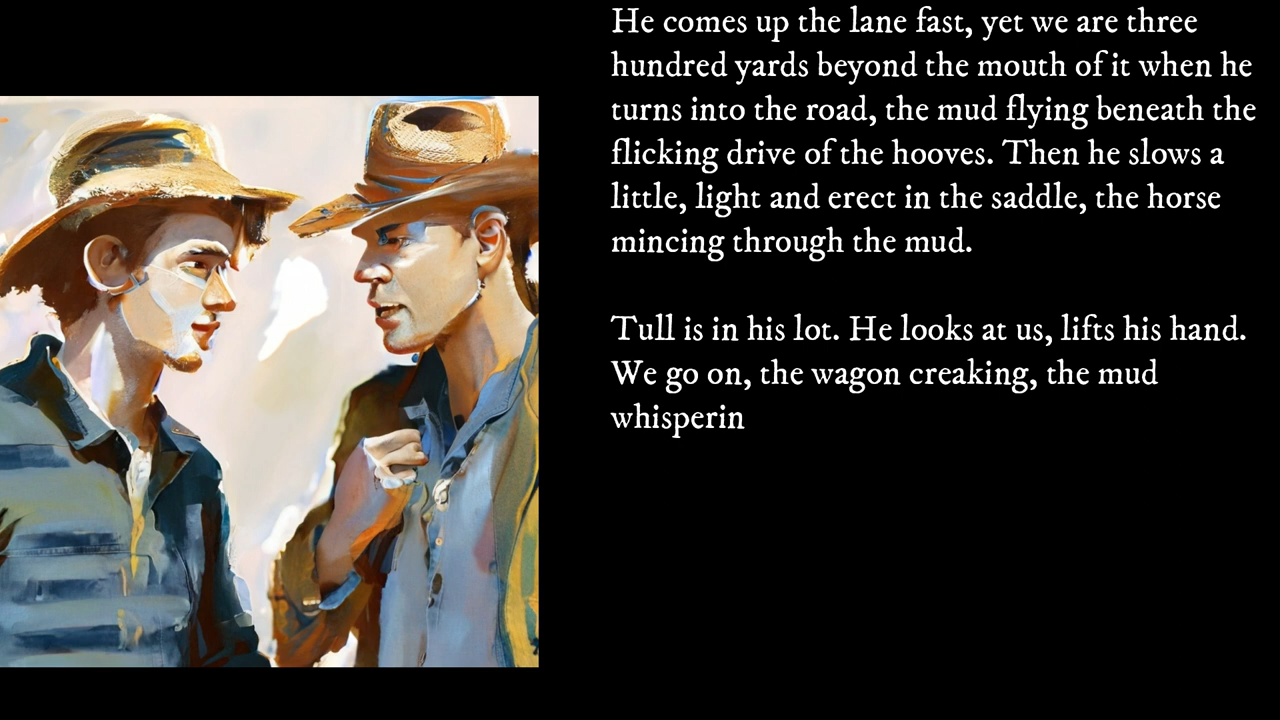 He comes up the lane fast, yet we are three
hundred yards beyond the mouth of it when he
turns into the road, the mud flying beneath the
flicking drive of the hooves. Then he slows a
little, light and erect in the saddle, the horse
mincing through the mud.
Tull is in his lot. He looks at us, lifts his hand.
We go on, the wagon creaking, the mud
whisperin